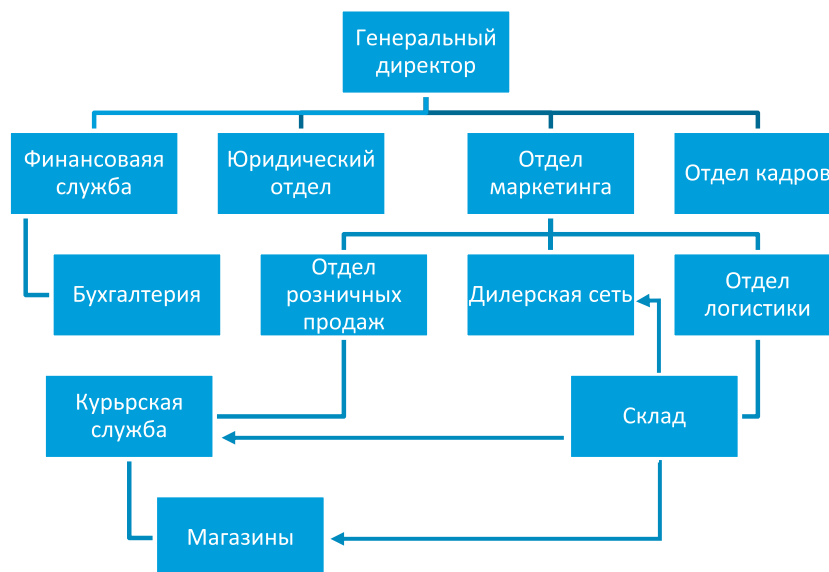 Генеральный
директор
Финансоваяя
служба
Юридический
отдел
Отдел
маркетинга
Отдел кадров
Бухгалтерия
Отдел
розничных
продаж
Дилерская сеть
Отдел
логистики
Курьрская
служба
Склад
Магазины